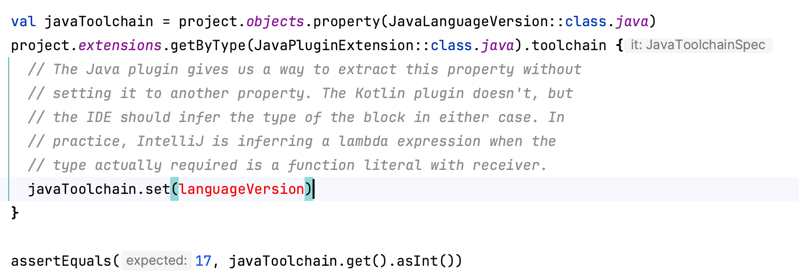 val javaToolchain = project.objects.property(JavaLanguageVersion::class.java)
project.extensions.getByType(JavaPluginExtension::class.java).toolchain { it: JavaToolchainSpec
// The Java plugin gives us a way to extract this property without
// setting it to another property. The Kotlin plugin doesn't, but
// the IDE should infer the type of the block in either case. In
// practice, IntelliJ is inferring a lambda expression when the
// type actually required is a function literal with receiver.
javaToolchain.set(languageVersion)
}
assertEquals( expected: 17, javaToolchain.get().asInt())